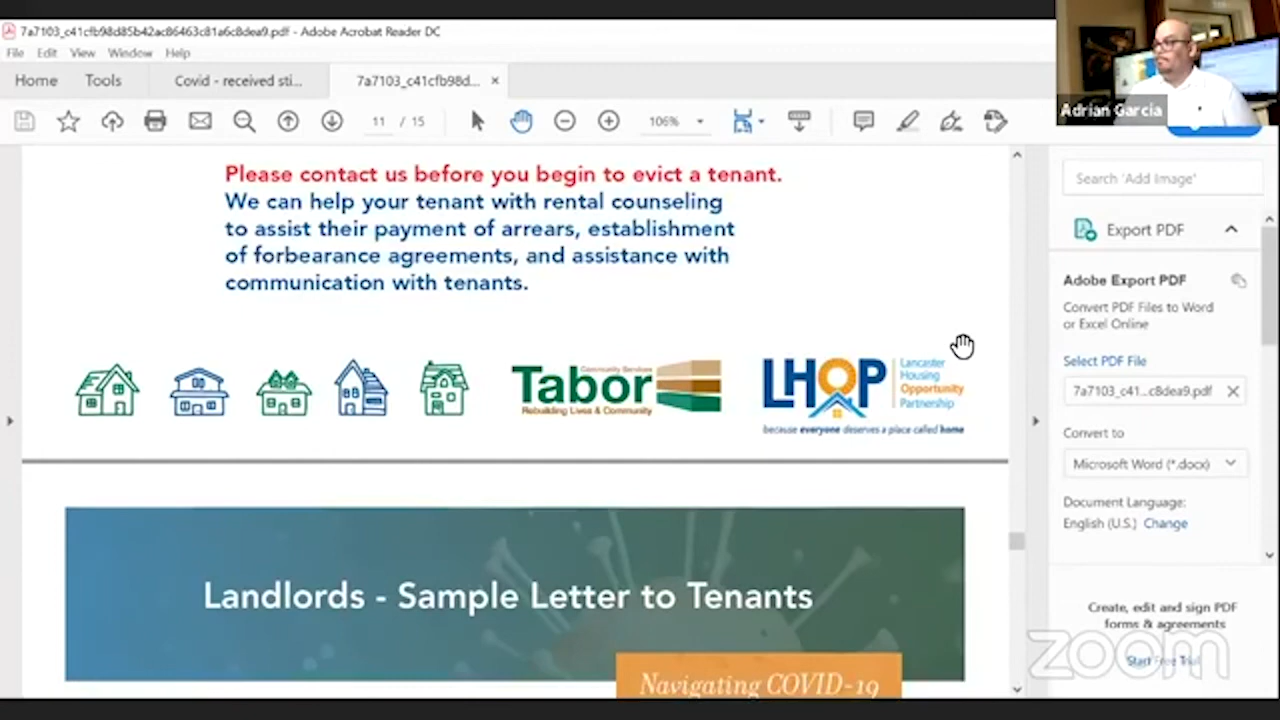 7a7103_c41cfb98d85b42ac86463c81a6c8dea9.pdf - Adobe Acrobat Reader DC
File Edit View Window Help
Home Tools Covid - received sti... 7a7103_c41cfb98d... ×
11 / 15 106%
Adrian Garcia
Please contact us before you begin to evict a tenant.
We can help your tenant with rental counseling
to assist their payment of arrears, establishment
of forbearance agreements, and assistance with
communication with tenants.
Community Services
Tabor
Rebuilding Lives & Community
LHOP
Lancaster
Housing
Opportunity
Partnership
because everyone deserves a place called home
Landlords - Sample Letter to Tenants
Navigating COVID-19
Search 'Add Image'
Export PDF
Adobe Export PDF
Convert PDF Files to Word
or Excel Online
Select PDF File
7a7103_c41...c8dea9.pdf
Convert to
Microsoft Word (*.docx)
Document Language:
English (U.S.) Change
Create, edit and sign PDF
forms & agreements
Start Free Trial
zoom